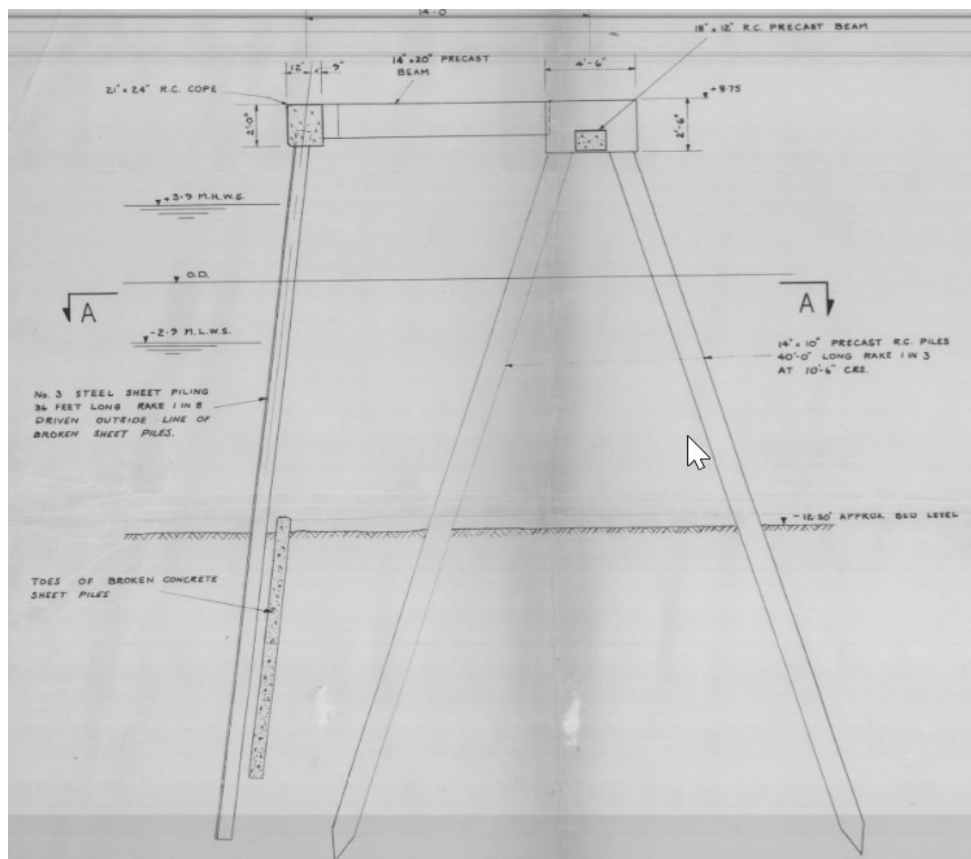 14'-0
18" × 12" R.C. PRECAST BEAM
12"
9"
14" × 20" PRECAST
BEAM
4'-6"
21" × 24" R.C. COPE
+8.75
2'-0"
2'-6"
+3.9 M.H.W.S.
O.D.
A
A
-2.9 M.L.W.S.
14" × 10" PRECAST R.C. PILES
40'-0" LONG RAKE 1 IN 3
AT 10'-6" CRS.
No. 3 STEEL SHEET PILING
36 FEET LONG RAKE 1 IN 8
DRIVEN OUTSIDE LINE OF
BROKEN SHEET PILES.
-12.50' APPROX BED LEVEL
TOES OF BROKEN CONCRETE
SHEET PILES